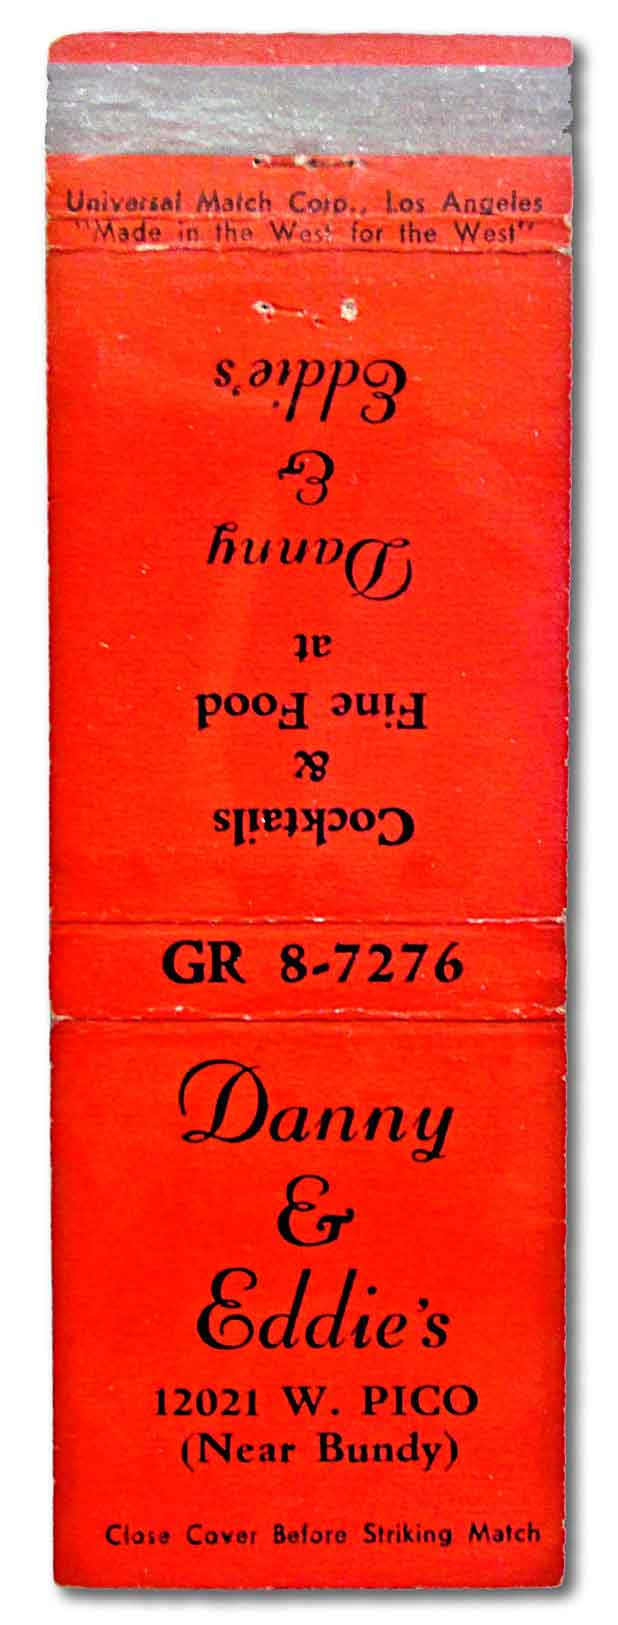 Universal Match Corp., Los Angeles
"Made in the West for the West"
Cocktails
&
Fine Food
at
Danny
&
Eddie's
GR 8-7276
Danny
&
Eddie's
12021 W. PICO
(Near Bundy)
Close Cover Before Striking Match